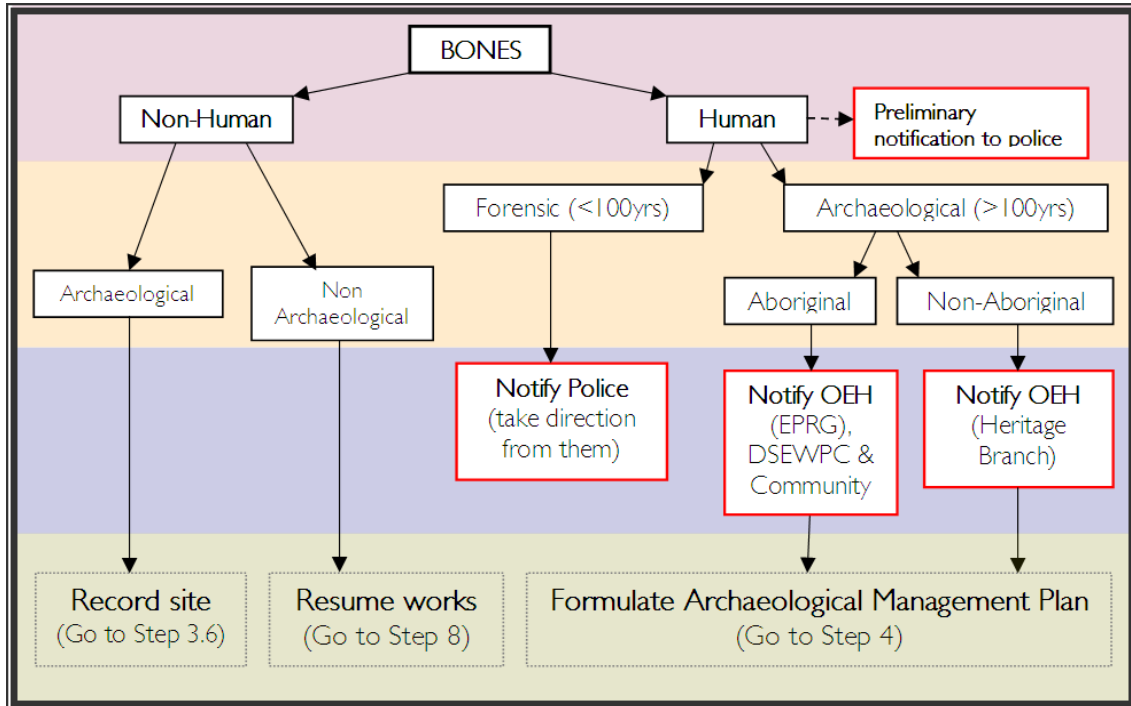 BONES
Non-Human
Human
Preliminary
notification to police
Forensic (<100yrs)
Archaeological (>100yrs)
Archaeological
Non
Archaeological
Aboriginal
Non-Aboriginal
Notify Police
(take direction
from them)
Notify OEH
(EPRG),
DSEWPC &
Community
Notify OEH
(Heritage
Branch)
Record site
(Go to Step 3.6)
Resume works
(Go to Step 8)
Formulate Archaeological Management Plan
(Go to Step 4)